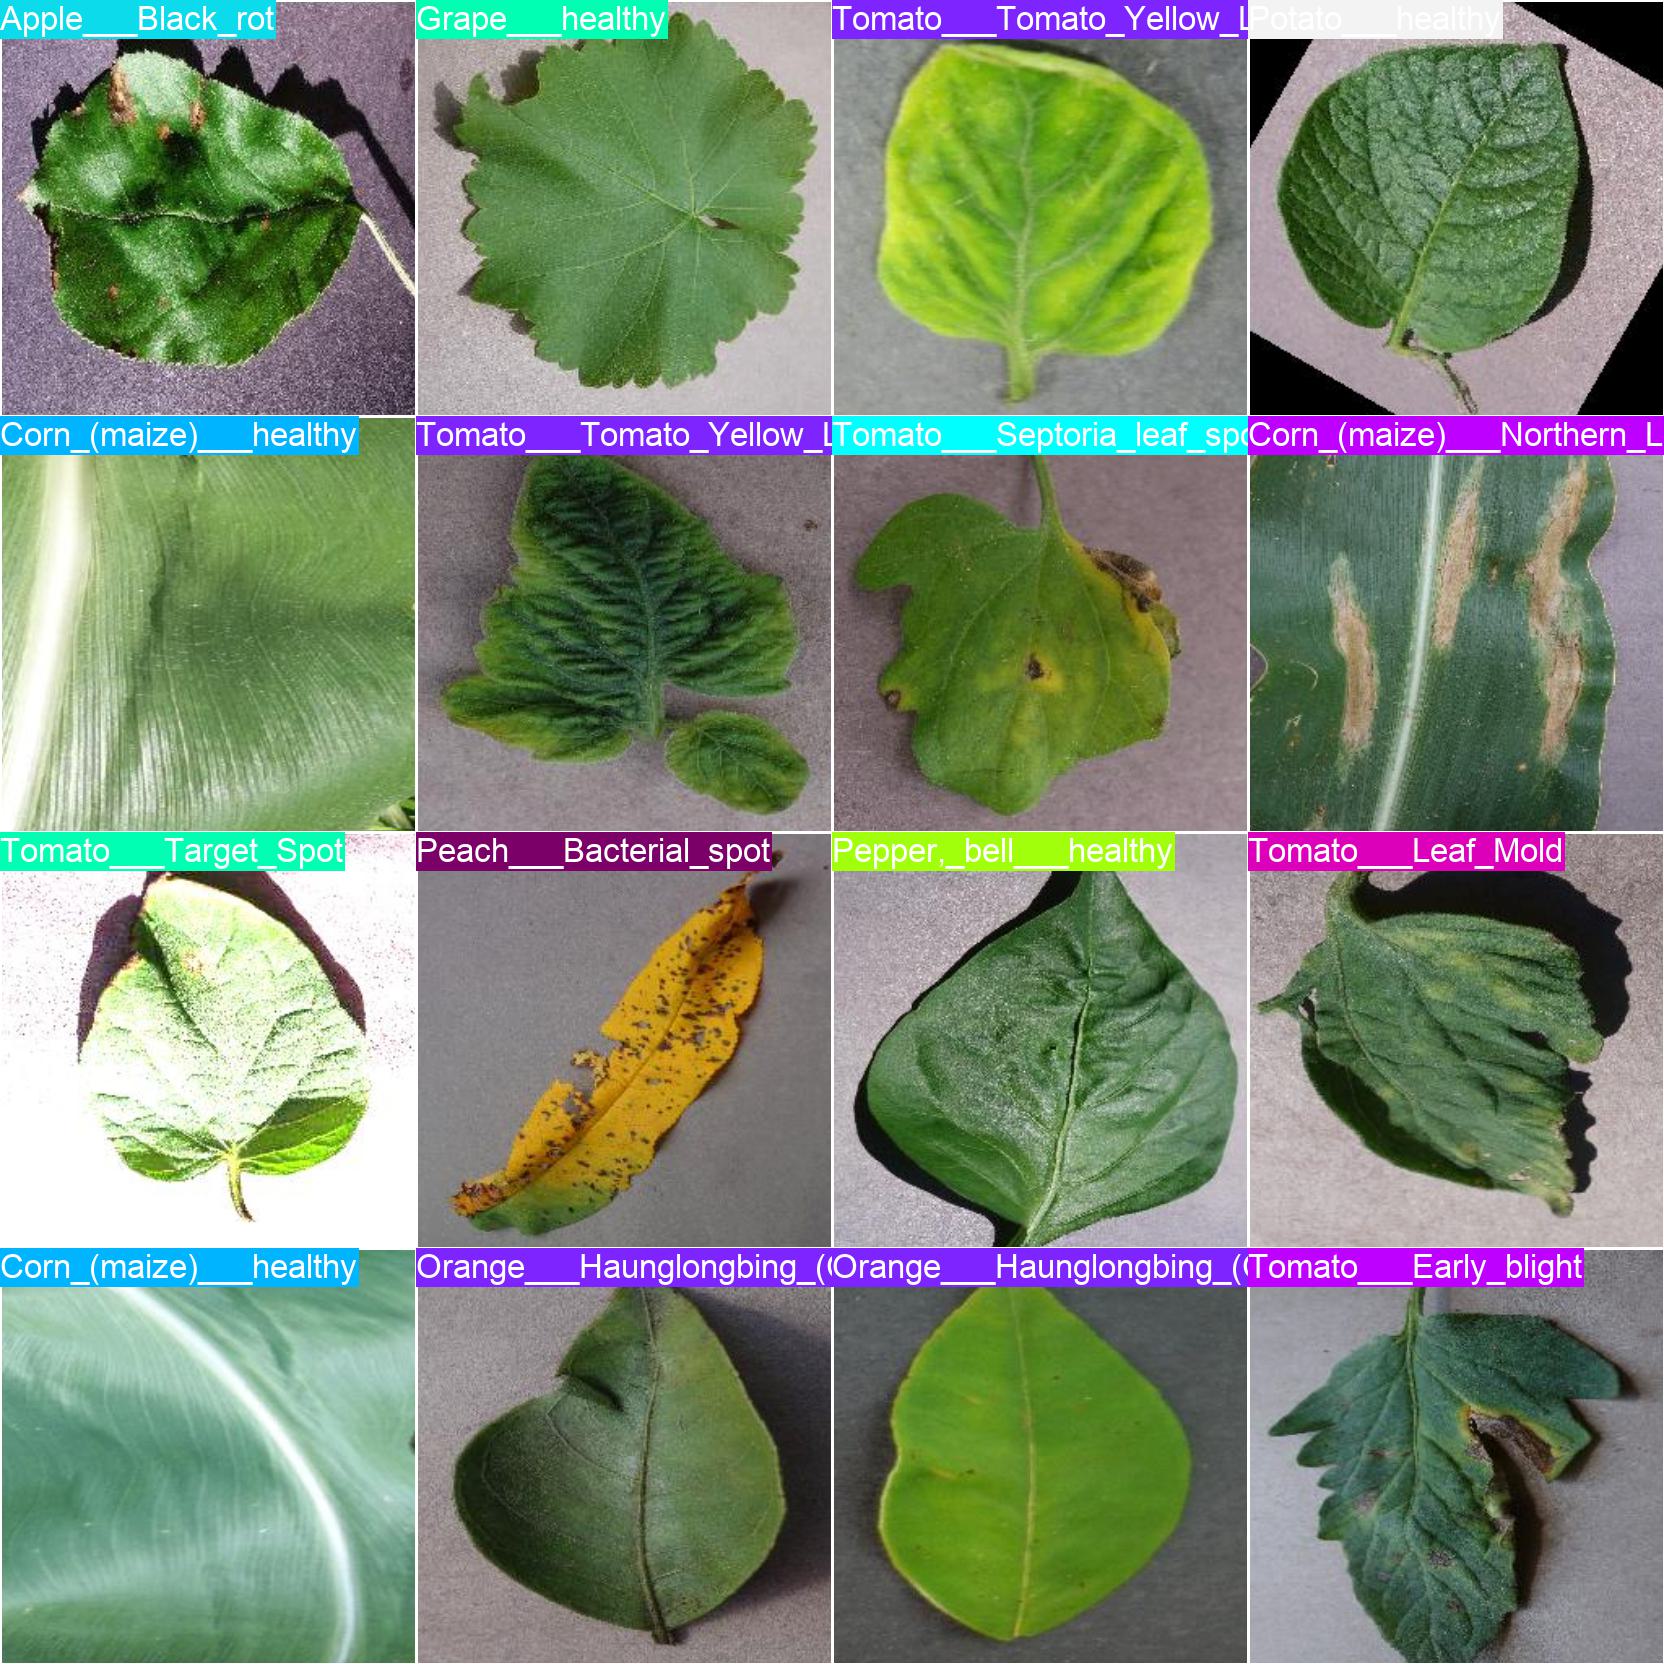 Apple___Black_rot
Grape___healthy
Tomato___Tomato_Yellow_L
Potato___healthy
Corn_(maize)___healthy
Tomato___Tomato_Yellow_L
Tomato___Septoria_leaf_spo
Corn_(maize)___Northern_L
Tomato___Target_Spot
Peach___Bacterial_spot
Pepper,_bell___healthy
Tomato___Leaf_Mold
Corn_(maize)___healthy
Orange___Haunglongbing_(C
Orange___Haunglongbing_(C
Tomato___Early_blight